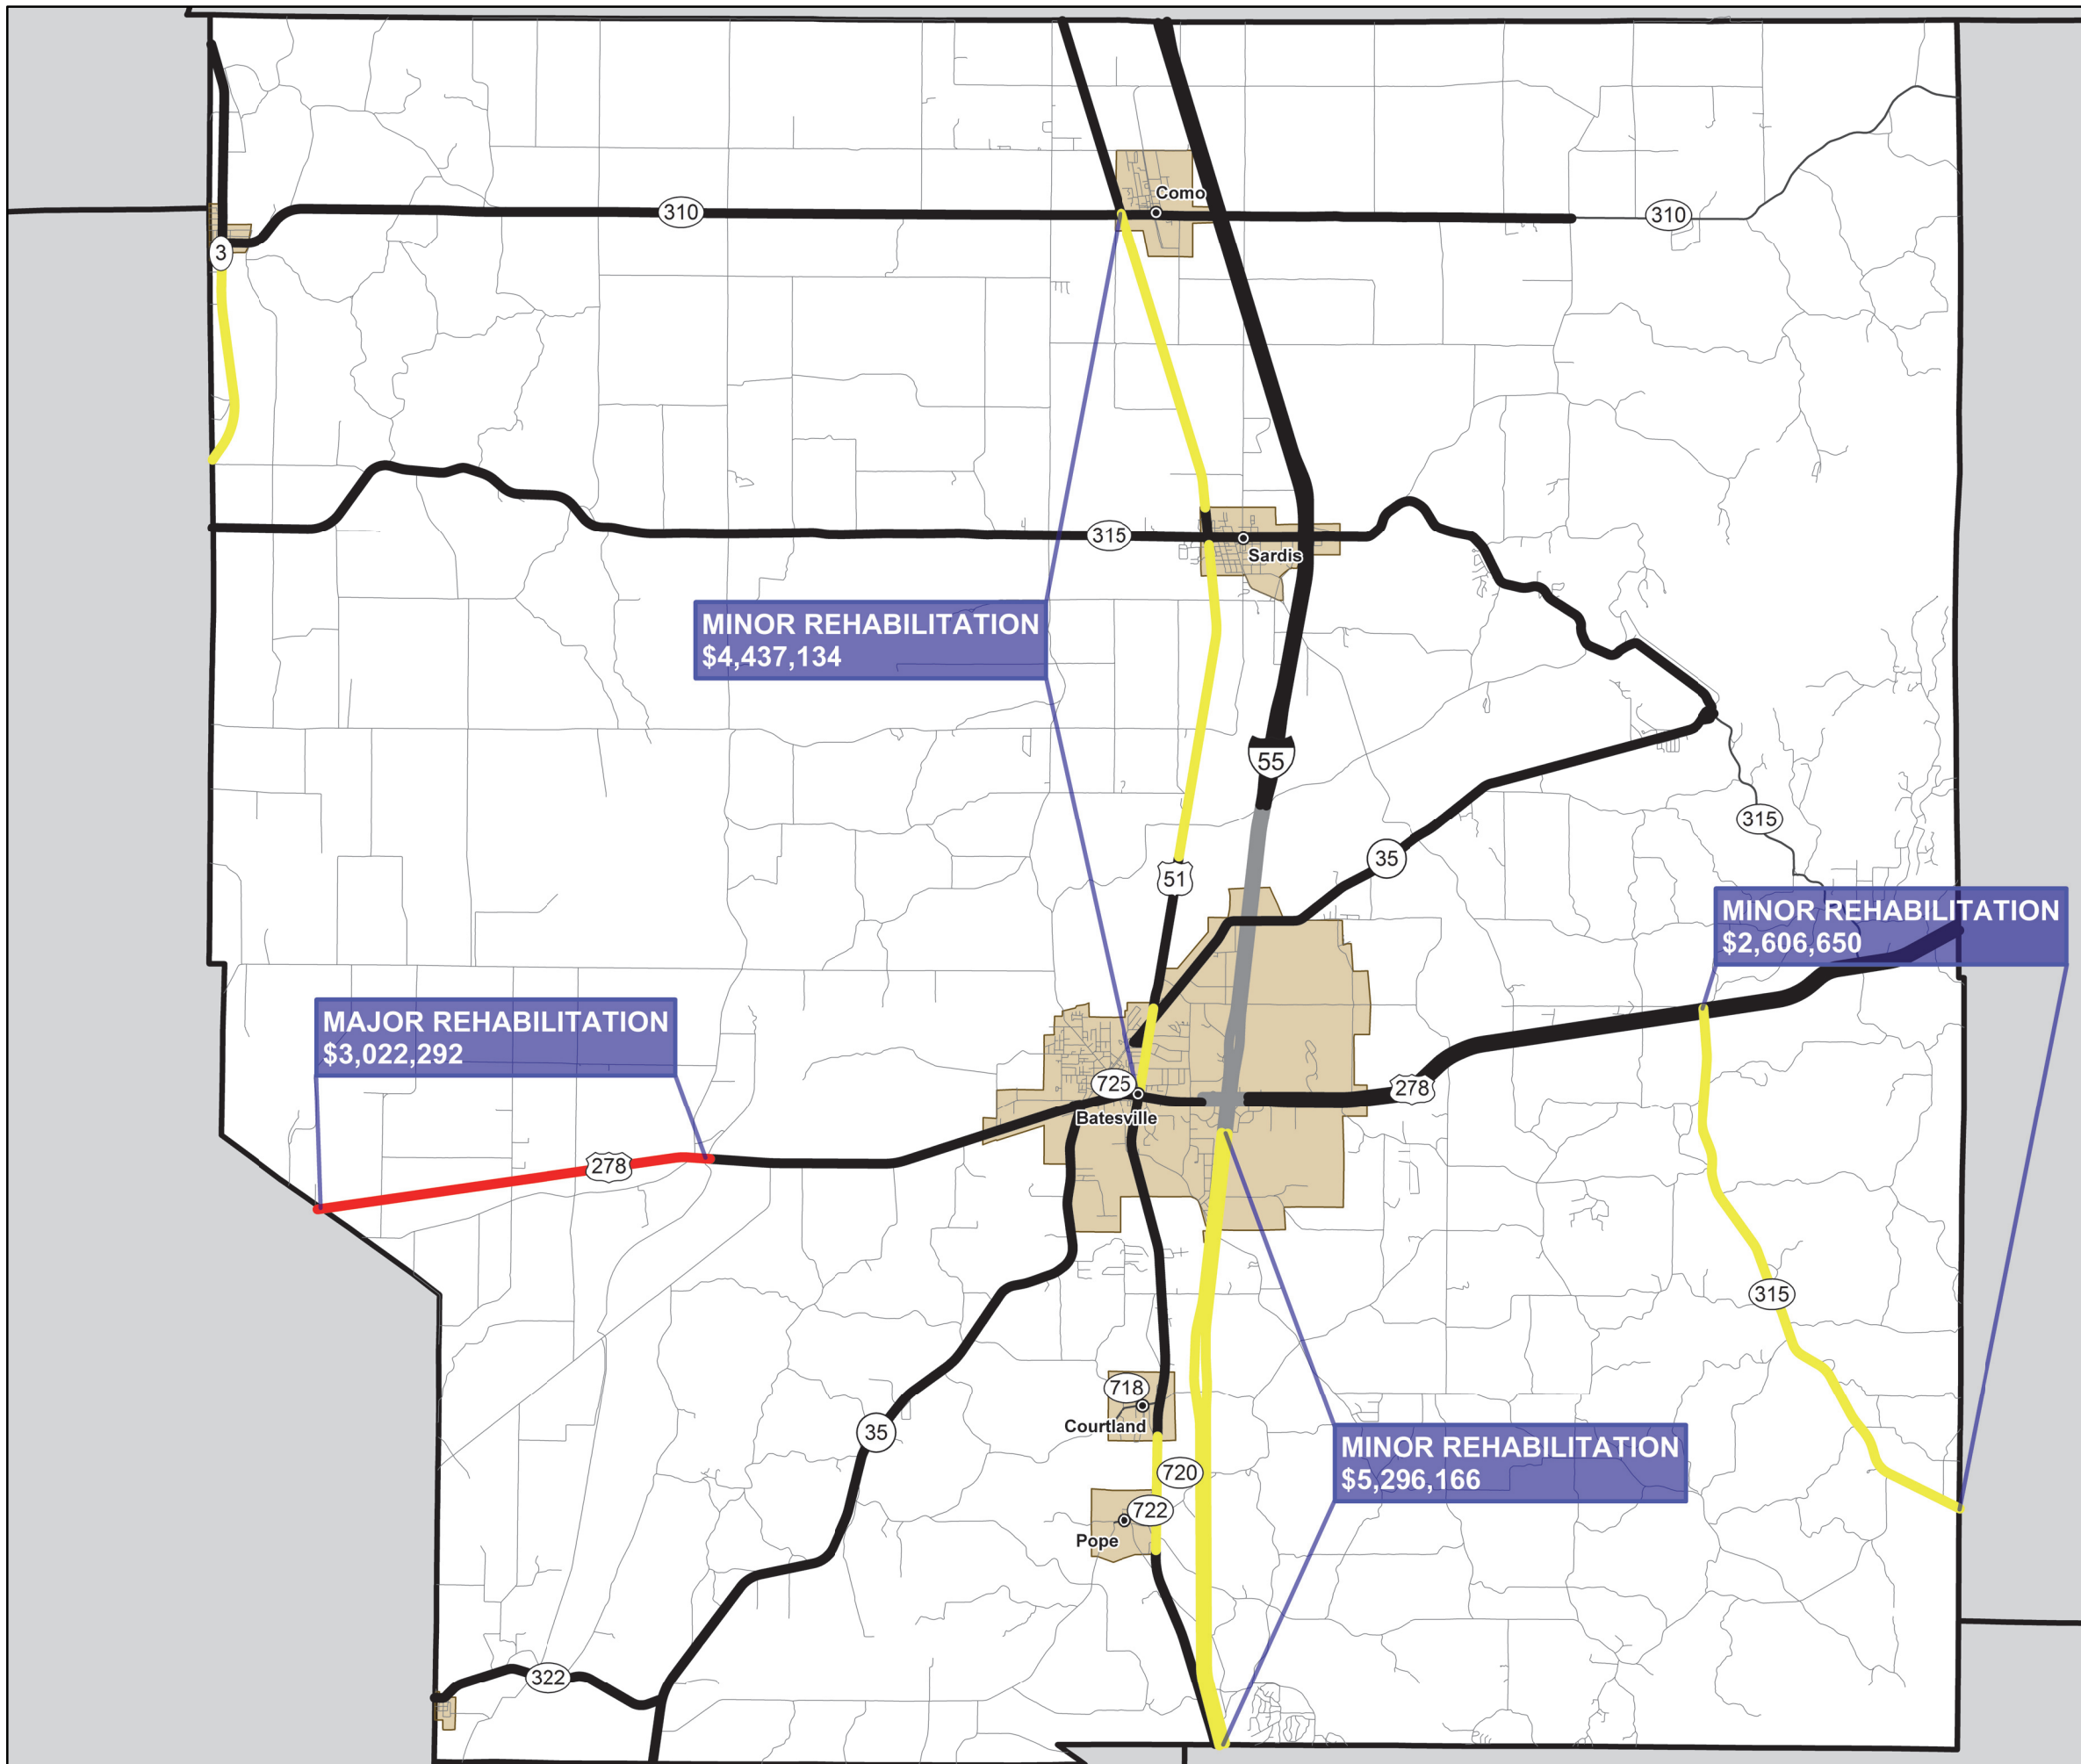 Como
310
310
3
315
Sardis
MINOR REHABILITATION
$4,437,134
55
315
35
51
MINOR REHABILITATION
$2,606,650
MAJOR REHABILITATION
$3,022,292
725
278
Batesville
278
315
718
Courtland
35
MINOR REHABILITATION
$5,296,166
720
722
Pope
322